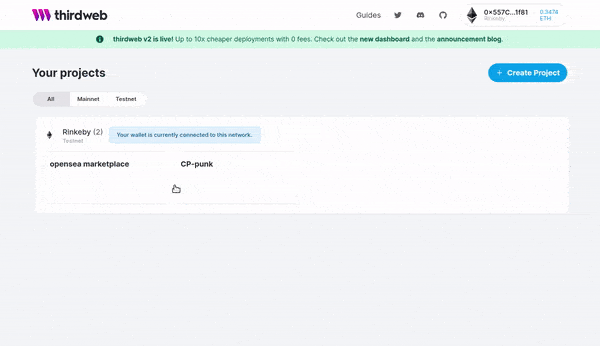 thirdweb
Guides
0x557C...1f81
Rinkeby
0.3478
ETH
thirdweb v2 is live! Up to 10x cheaper deployments with 0 fees. Check out the new dashboard and the announcement blog.
Your projects
+ Create Project
All
Mainnet
Testnet
Rinkeby (2)
Testnet
Your wallet is currently connected to this network.
opensea marketplace
CP-punk